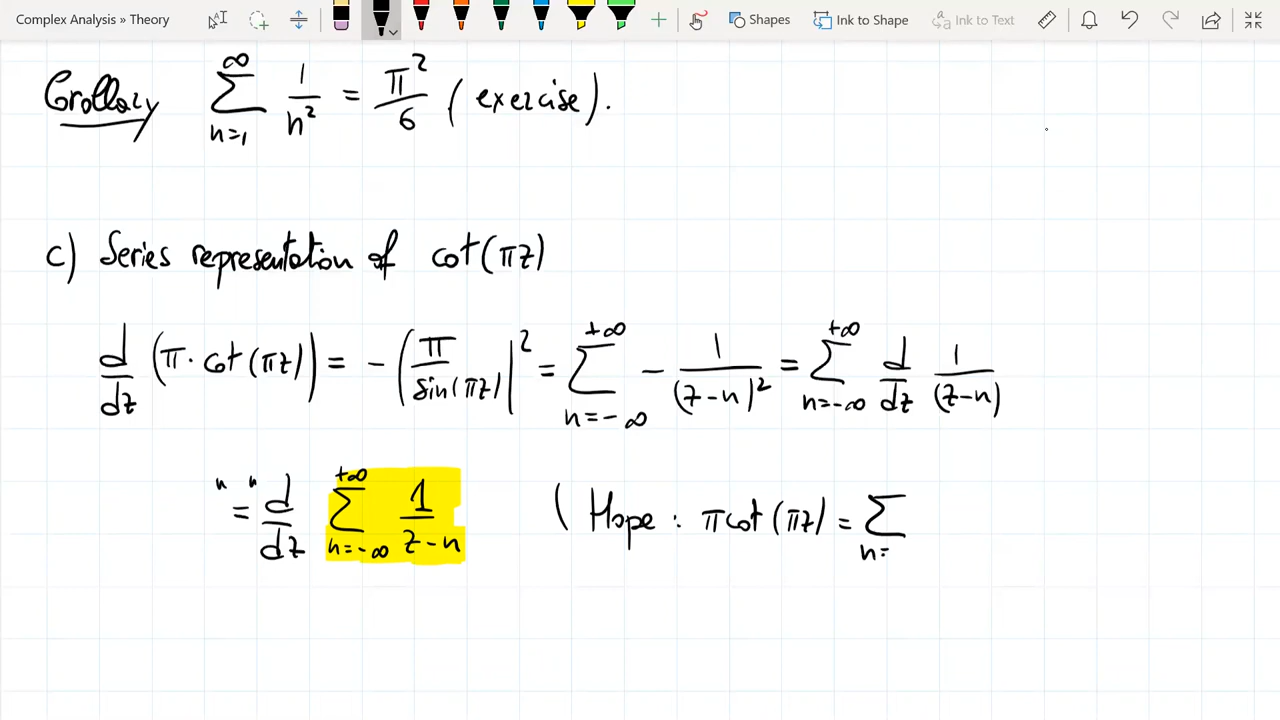 Complex Analysis » Theory Shapes Ink to Shape Ink to Text
Corollary ∑_{n=1}^{∞} 1/n² = π²/6 (exercise).
c) Series representation of cot(πz)
d/dz (π·cot(πz)) = -(π/sin(πz))² = ∑_{n=-∞}^{+∞} - 1/(z-n)² = ∑_{n=-∞}^{+∞} d/dz 1/(z-n)
"=" d/dz ∑_{n=-∞}^{+∞} 1/(z-n) ( Hope: πcot(πz) = ∑_{n=}